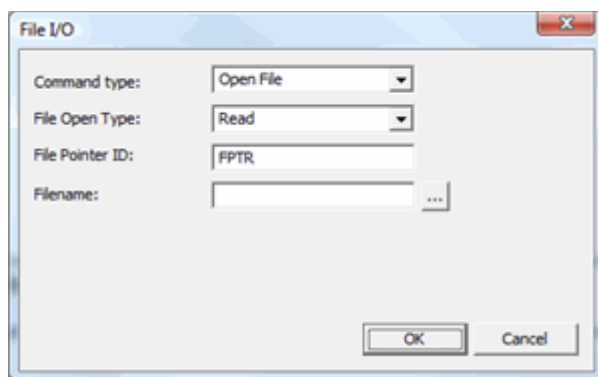 File I/O
Command type: Open File
File Open Type: Read
File Pointer ID: FPTR
Filename: ...
OK Cancel